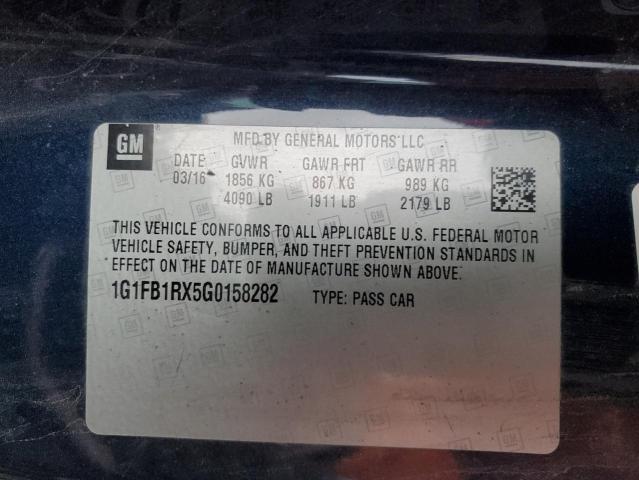 GM MFD BY GENERAL MOTORS LLC
DATE GVWR GAWR FRT GAWR RR
03/16 1856 KG 867 KG 989 KG
4090 LB 1911 LB 2179 LB
THIS VEHICLE CONFORMS TO ALL APPLICABLE U.S. FEDERAL MOTOR
VEHICLE SAFETY, BUMPER, AND THEFT PREVENTION STANDARDS IN
EFFECT ON THE DATE OF MANUFACTURE SHOWN ABOVE.
1G1FB1RX5G0158282 TYPE: PASS CAR